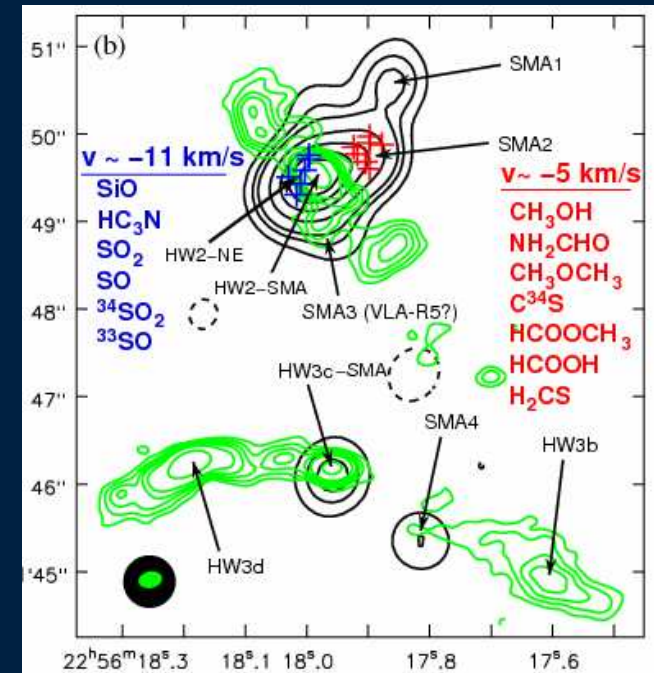 (b)
51"
50"
49"
48"
47"
46"
1'45"
v ~ −11 km/s
SiO
HC₃N
SO₂
SO
³⁴SO₂
³³SO
SMA1
SMA2
v~ −5 km/s
CH₃OH
NH₂CHO
CH₃OCH₃
C³⁴S
HCOOCH₃
HCOOH
H₂CS
HW2−NE
HW2−SMA
SMA3 (VLA−R5?)
HW3c−SMA
SMA4
HW3b
HW3d
22ʰ56ᵐ18ˢ.3
18ˢ.1
18ˢ.0
17ˢ.8
17ˢ.6